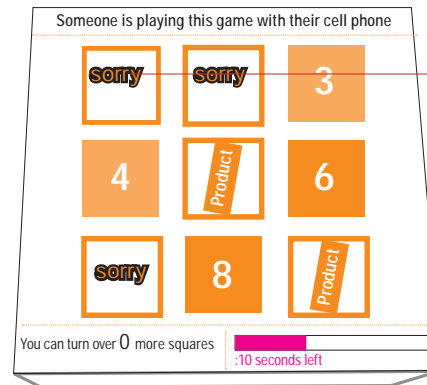 Someone is playing this game with their cell phone
sorry sorry 3
4 Product 6
sorry 8 Product
You can turn over 0 more squares
:10 seconds left